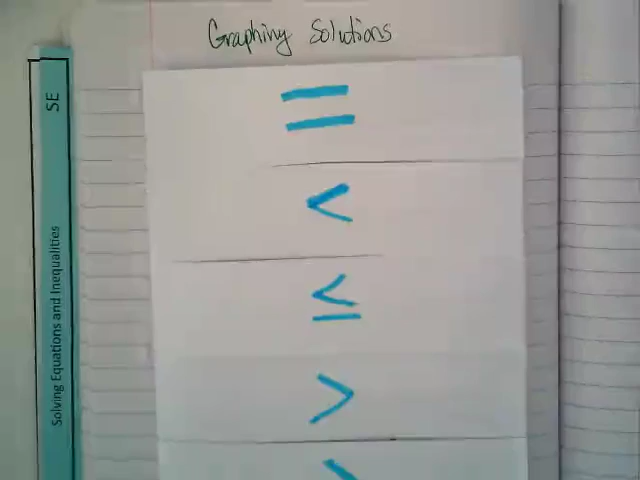 Graphing Solutions
SE
Solving Equations and Inequalities
=
<
≤
>